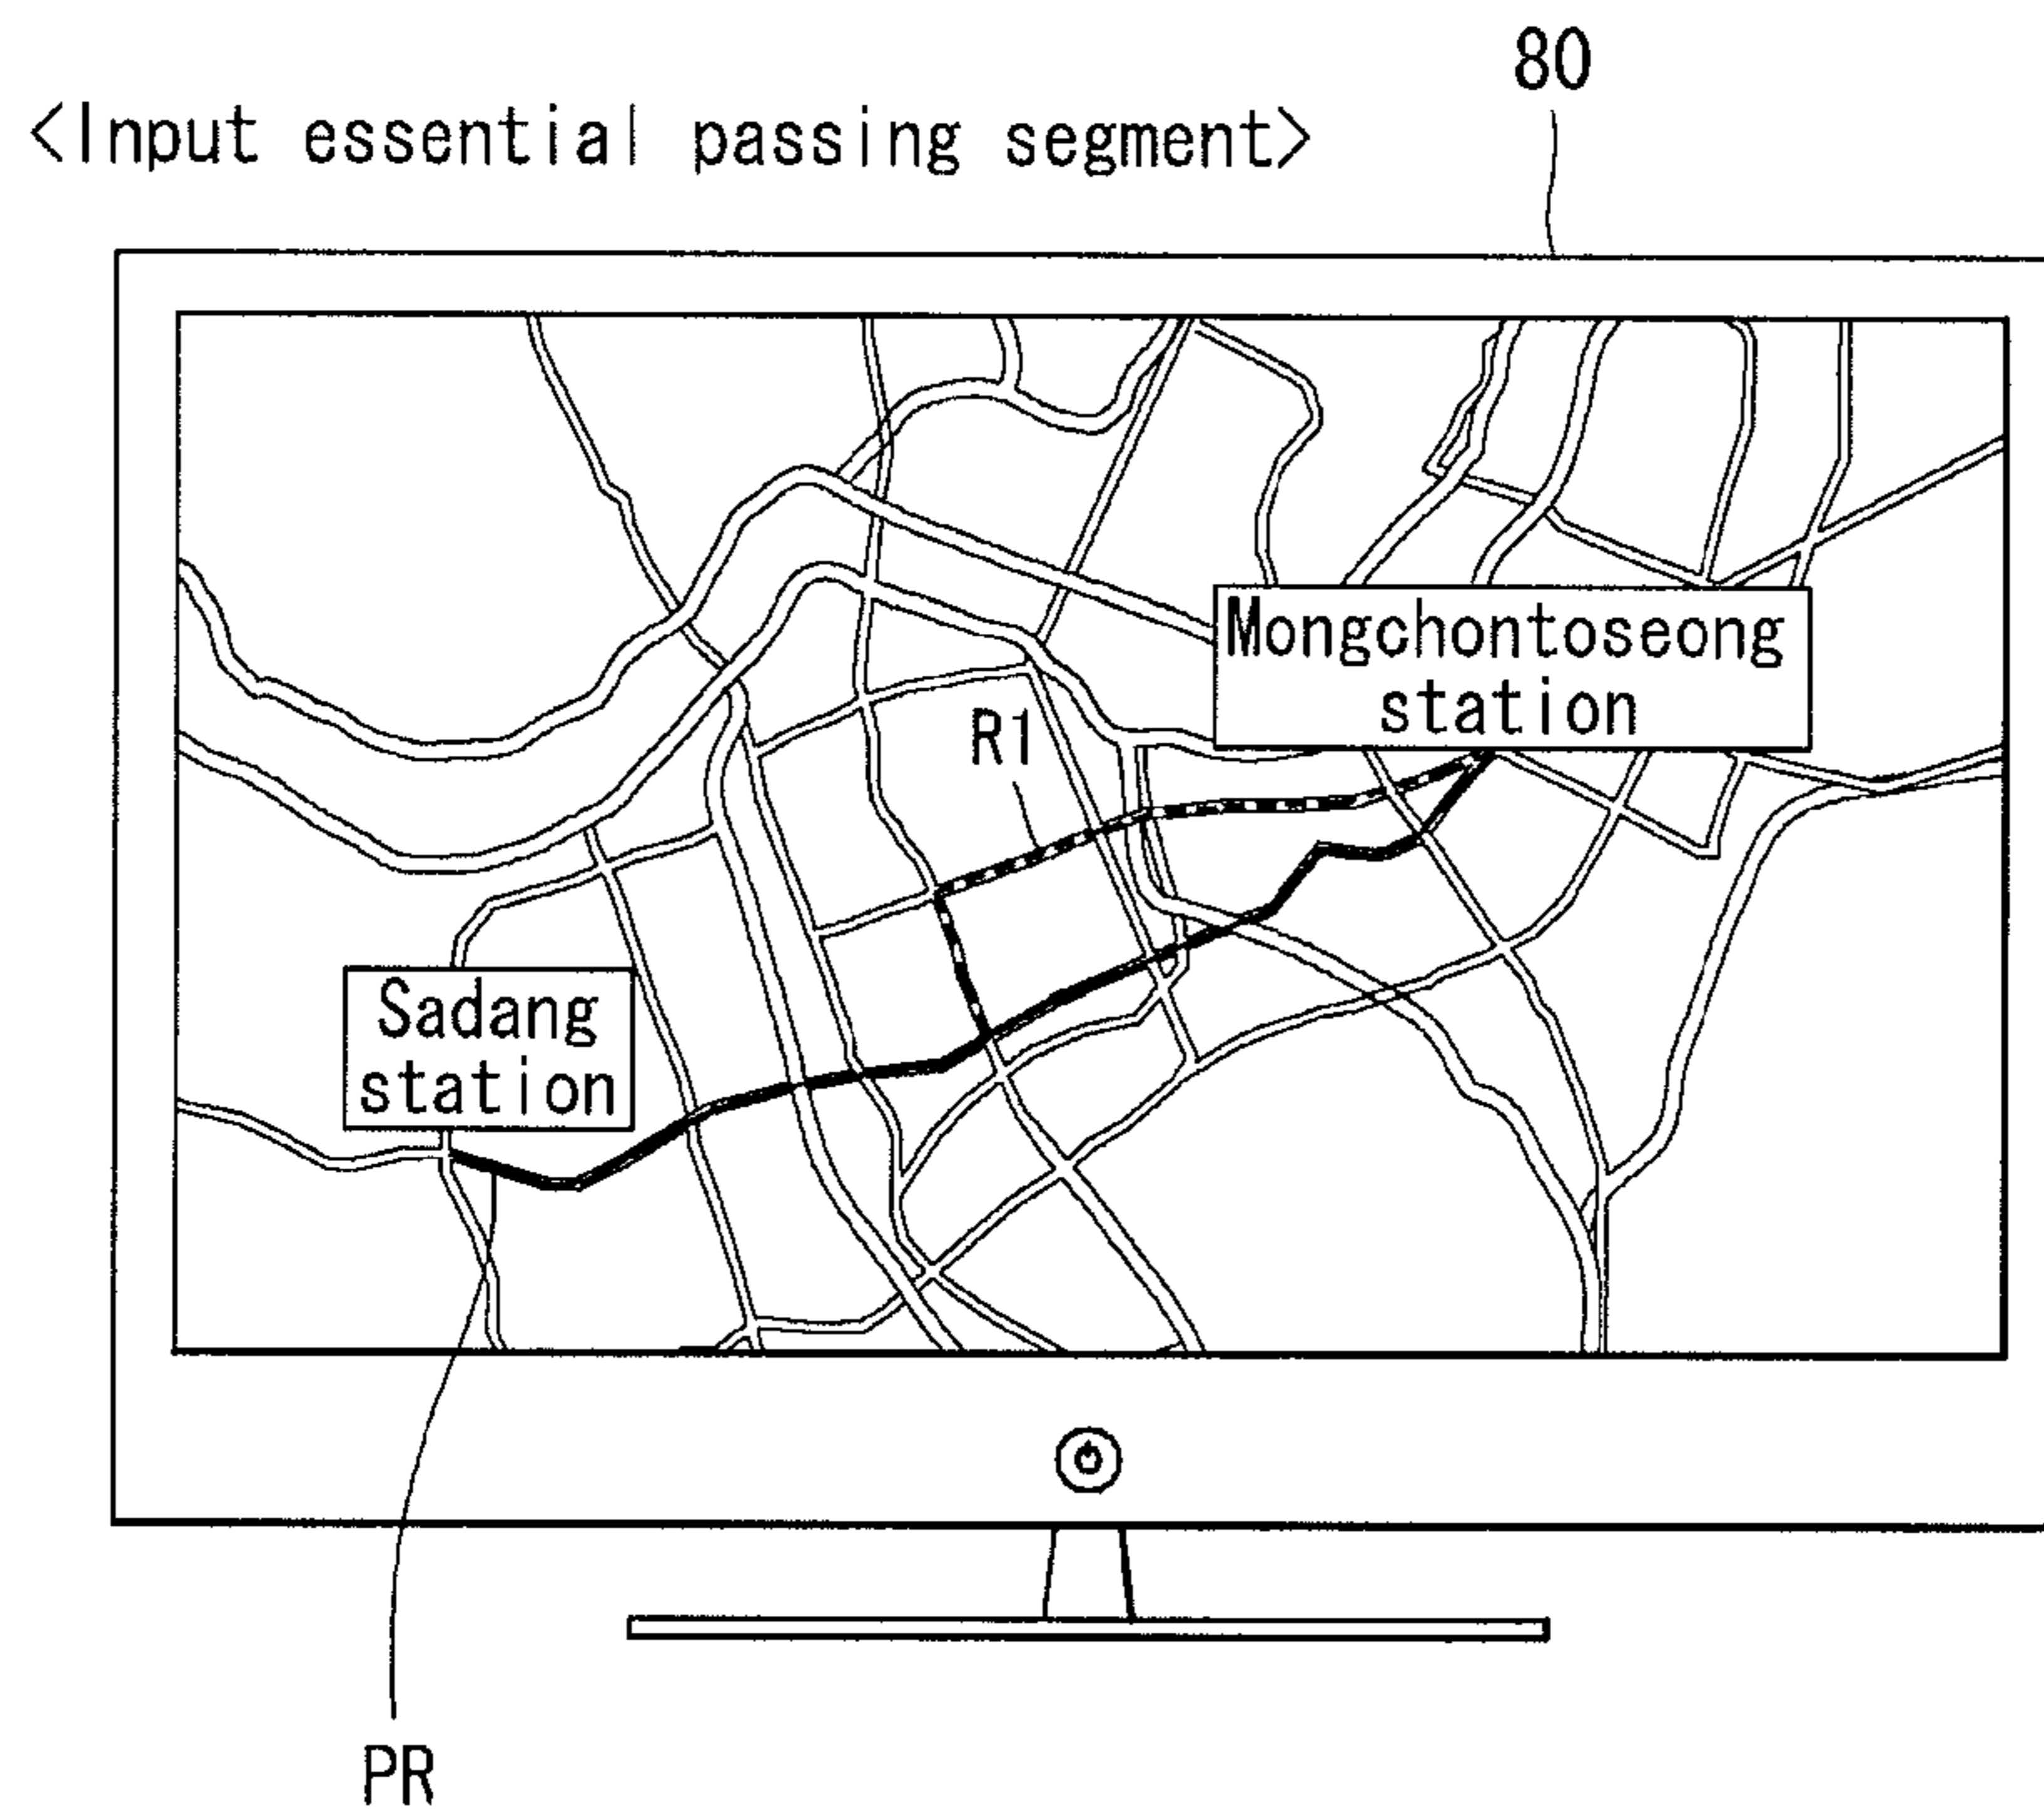 80
<Input essential passing segment>
Mongchontoseong
station
R1
Sadang
station
PR